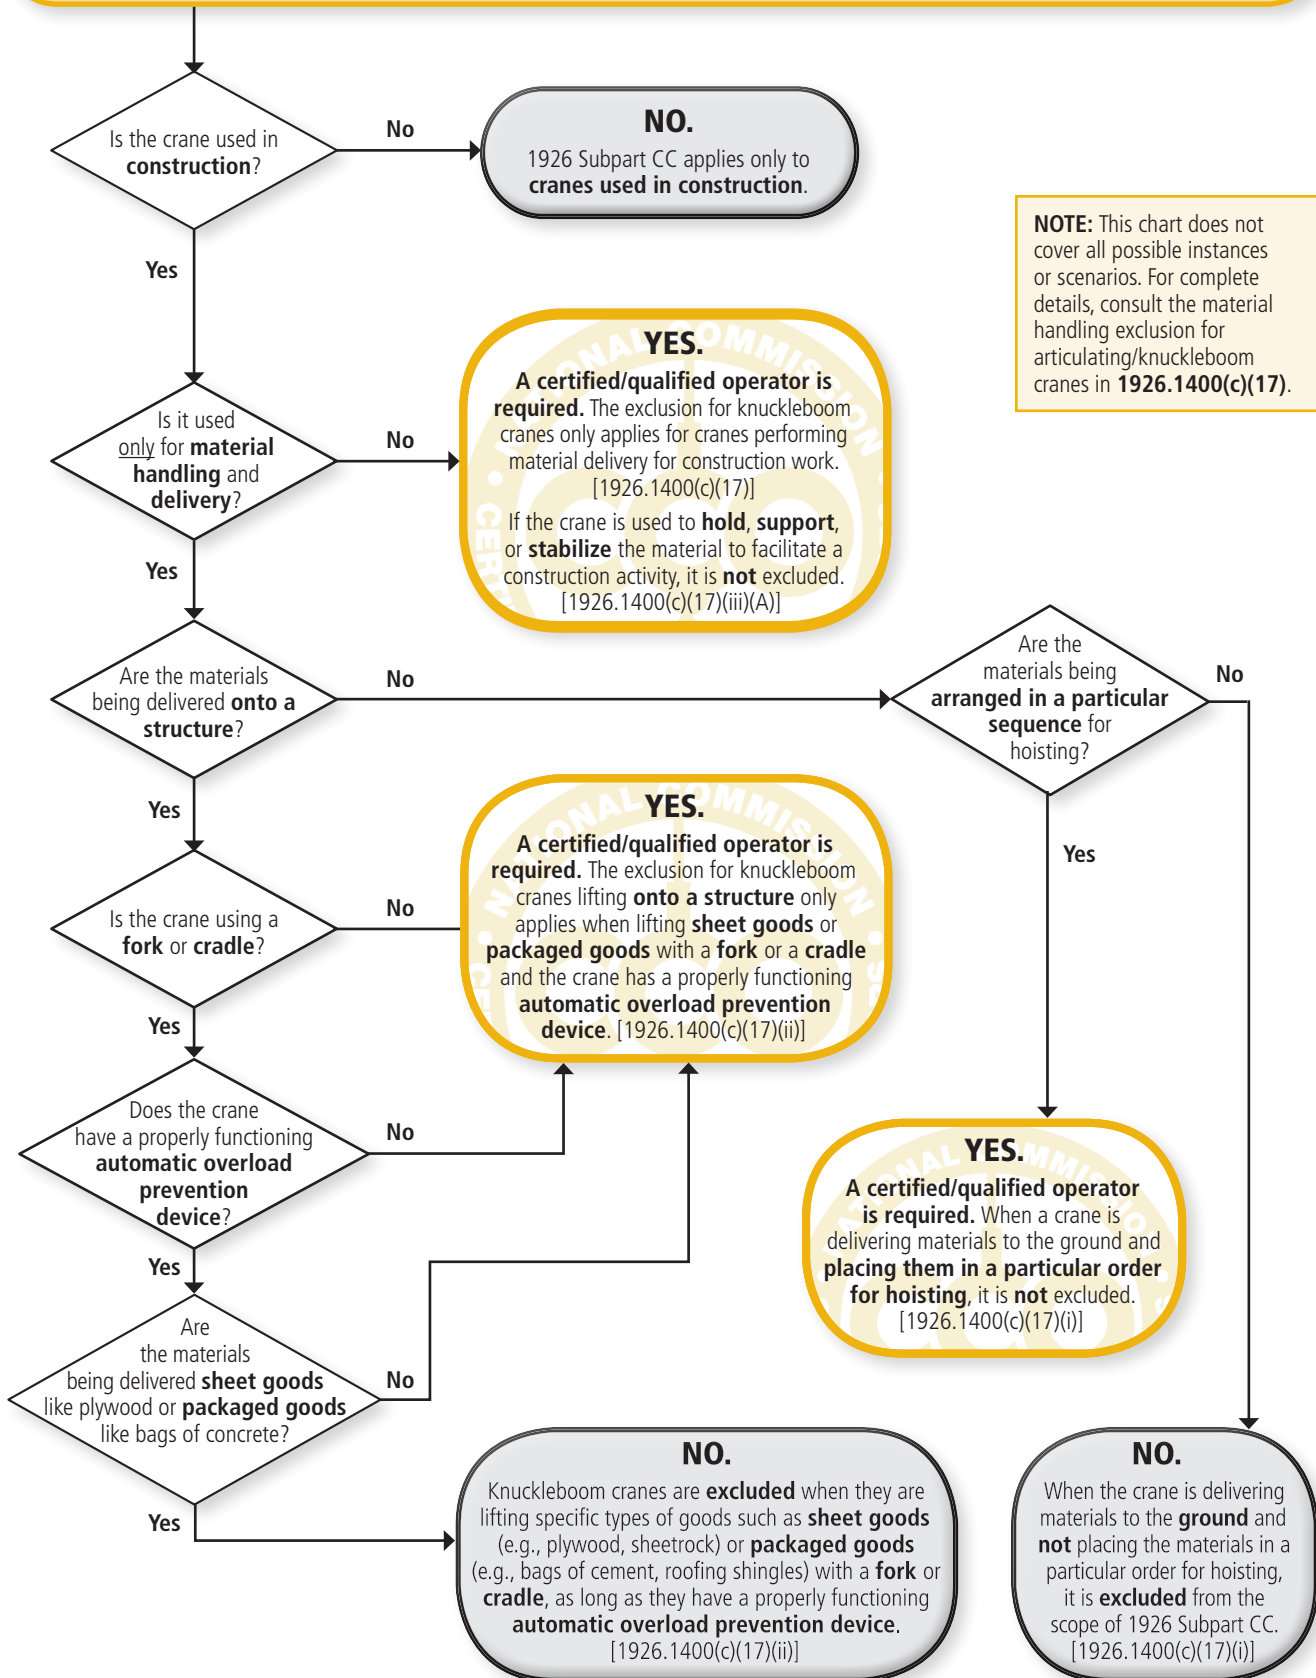 Is the crane used in
construction?
No
NO.
1926 Subpart CC applies only to
cranes used in construction.
NOTE: This chart does not
cover all possible instances
or scenarios. For complete
details, consult the material
handling exclusion for
articulating/knuckleboom
cranes in 1926.1400(c)(17).
Yes
Is it used
only for material
handling and
delivery?
No
YES.
A certified/qualified operator is
required. The exclusion for knuckleboom
cranes only applies for cranes performing
material delivery for construction work.
[1926.1400(c)(17)]
If the crane is used to hold, support,
or stabilize the material to facilitate a
construction activity, it is not excluded.
[1926.1400(c)(17)(iii)(A)]
Yes
Are the materials
being delivered onto a
structure?
No
Are the
materials being
arranged in a particular
sequence for
hoisting?
No
Yes
Is the crane using a
fork or cradle?
No
YES.
A certified/qualified operator is
required. The exclusion for knuckleboom
cranes lifting onto a structure only
applies when lifting sheet goods or
packaged goods with a fork or a cradle
and the crane has a properly functioning
automatic overload prevention
device. [1926.1400(c)(17)(ii)]
Yes
Yes
Does the crane
have a properly functioning
automatic overload
prevention
device?
No
YES.
A certified/qualified operator
is required. When a crane is
delivering materials to the ground and
placing them in a particular order
for hoisting, it is not excluded.
[1926.1400(c)(17)(i)]
Yes
Are
the materials
being delivered sheet goods
like plywood or packaged goods
like bags of concrete?
No
Yes
NO.
Knuckleboom cranes are excluded when they are
lifting specific types of goods such as sheet goods
(e.g., plywood, sheetrock) or packaged goods
(e.g., bags of cement, roofing shingles) with a fork or
cradle, as long as they have a properly functioning
automatic overload prevention device.
[1926.1400(c)(17)(ii)]
NO.
When the crane is delivering
materials to the ground and
not placing the materials in a
particular order for hoisting,
it is excluded from the
scope of 1926 Subpart CC.
[1926.1400(c)(17)(i)]